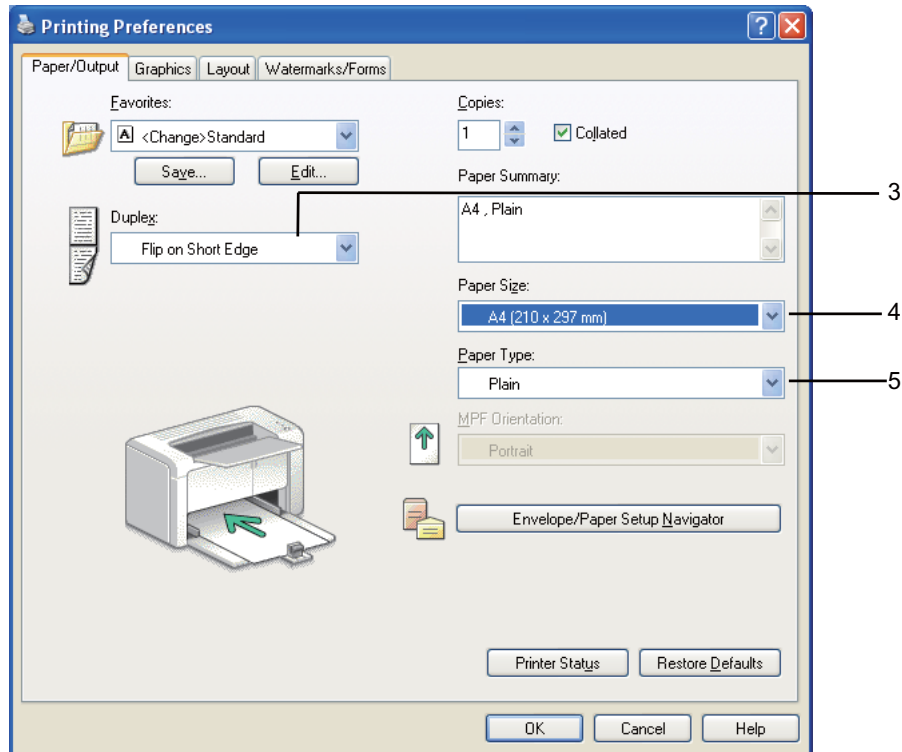 Printing Preferences
Paper/Output Graphics Layout Watermarks/Forms
Favorites:
<Change>Standard
Save... Edit...
Duplex:
Flip on Short Edge
Copies:
1 Collated
Paper Summary:
A4 , Plain
3
Paper Size:
A4 (210 x 297 mm)
4
Paper Type:
Plain
5
MPF Orientation:
Portrait
Envelope/Paper Setup Navigator
Printer Status Restore Defaults
OK Cancel Help